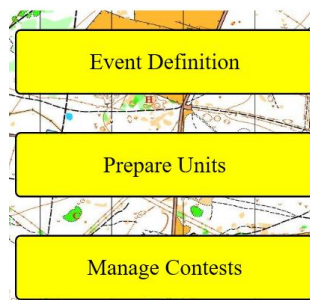 Event Definition
H
Prepare Units
Manage Contests